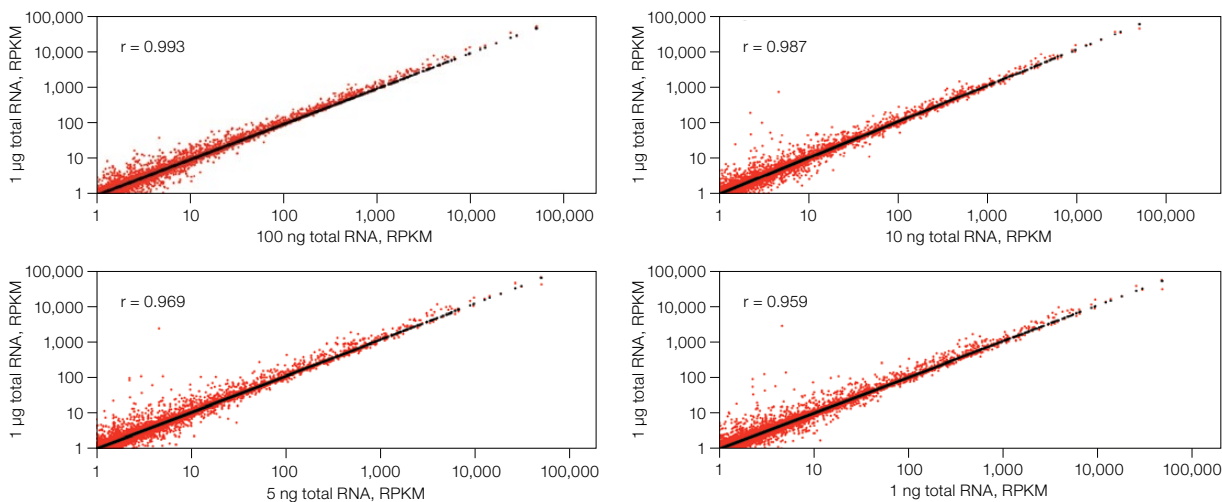 1 µg total RNA, RPKM
100,000
10,000
1,000
100
10
1
r = 0.993
1 10 100 1,000 10,000 100,000
100 ng total RNA, RPKM
1 µg total RNA, RPKM
100,000
10,000
1,000
100
10
1
r = 0.987
1 10 100 1,000 10,000 100,000
10 ng total RNA, RPKM
1 µg total RNA, RPKM
100,000
10,000
1,000
100
10
1
r = 0.969
1 10 100 1,000 10,000 100,000
5 ng total RNA, RPKM
1 µg total RNA, RPKM
100,000
10,000
1,000
100
10
1
r = 0.959
1 10 100 1,000 10,000 100,000
1 ng total RNA, RPKM